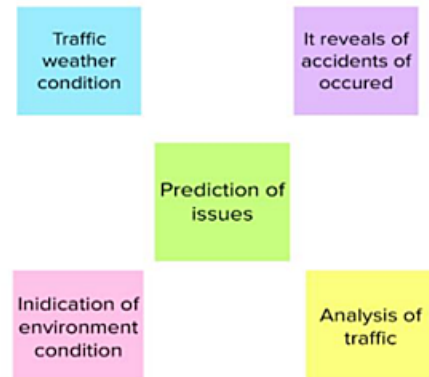 Traffic
weather
condition
It reveals of
accidents of
occured
Prediction of
issues
Inidication of
environment
condition
Analysis of
traffic